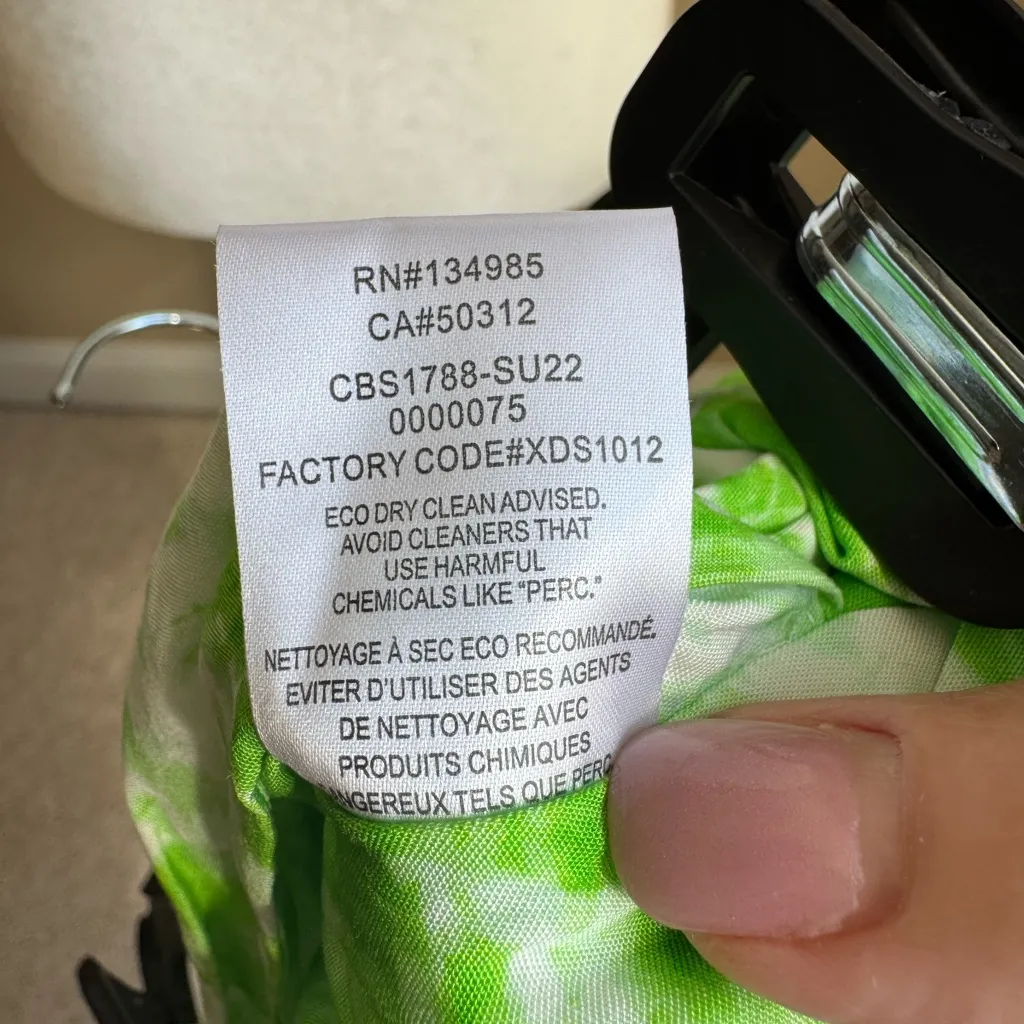 RN#134985
CA#50312
CBS1788-SU22
0000075
FACTORY CODE#XDS1012
ECO DRY CLEAN ADVISED.
AVOID CLEANERS THAT
USE HARMFUL
CHEMICALS LIKE "PERC."
NETTOYAGE À SEC ECO RECOMMANDÉ.
EVITER D'UTILISER DES AGENTS
DE NETTOYAGE AVEC
PRODUITS CHIMIQUES
TELS QUE PERC